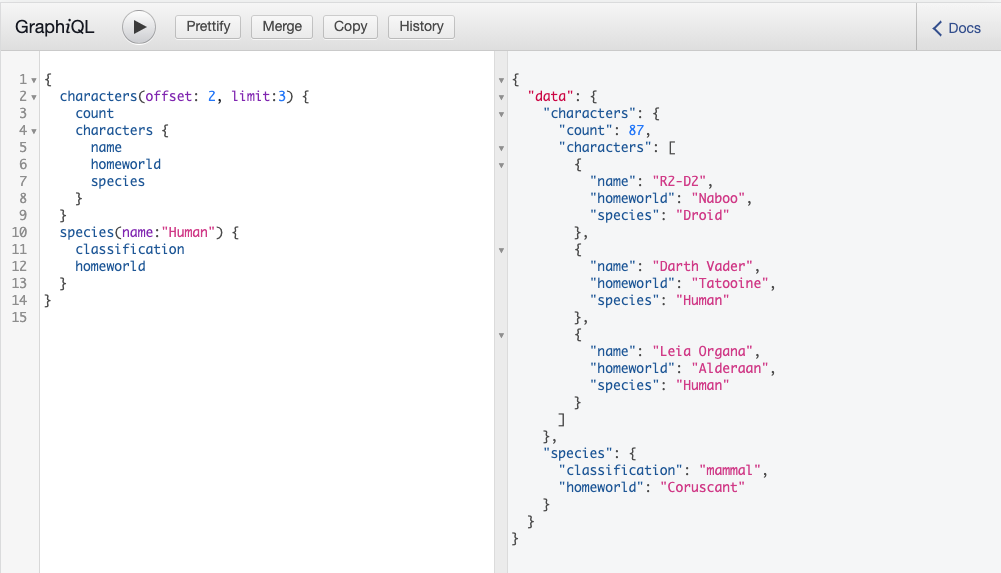 GraphiQL Prettify Merge Copy History Docs
1 {
2 characters(offset: 2, limit:3) {
3 count
4 characters {
5 name
6 homeworld
7 species
8 }
9 }
10 species(name:"Human") {
11 classification
12 homeworld
13 }
14 }
15
{
"data": {
"characters": {
"count": 87,
"characters": [
{
"name": "R2-D2",
"homeworld": "Naboo",
"species": "Droid"
},
{
"name": "Darth Vader",
"homeworld": "Tatooine",
"species": "Human"
},
{
"name": "Leia Organa",
"homeworld": "Alderaan",
"species": "Human"
}
]
},
"species": {
"classification": "mammal",
"homeworld": "Coruscant"
}
}
}